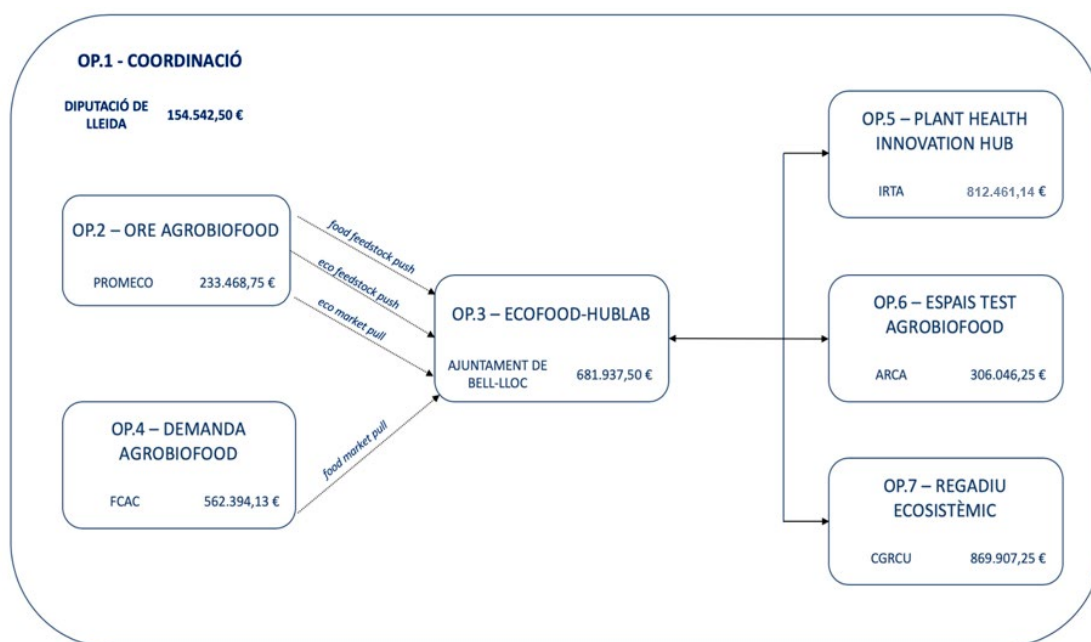 OP.1 - COORDINACIÓ
DIPUTACIÓ DE
LLEIDA
154.542,50 €
OP.2 – ORE AGROBIOFOOD
PROMECO
233.468,75 €
food feedstock push
eco feedstock push
eco market pull
OP.4 – DEMANDA
AGROBIOFOOD
FCAC
562.394,13 €
food market pull
OP.3 – ECOFOOD-HUBLAB
AJUNTAMENT DE
BELL-LLOC
681.937,50 €
OP.5 – PLANT HEALTH
INNOVATION HUB
IRTA
812.461,14 €
OP.6 – ESPAIS TEST
AGROBIOFOOD
ARCA
306.046,25 €
OP.7 – REGADIU
ECOSISTÈMIC
CGRCU
869.907,25 €